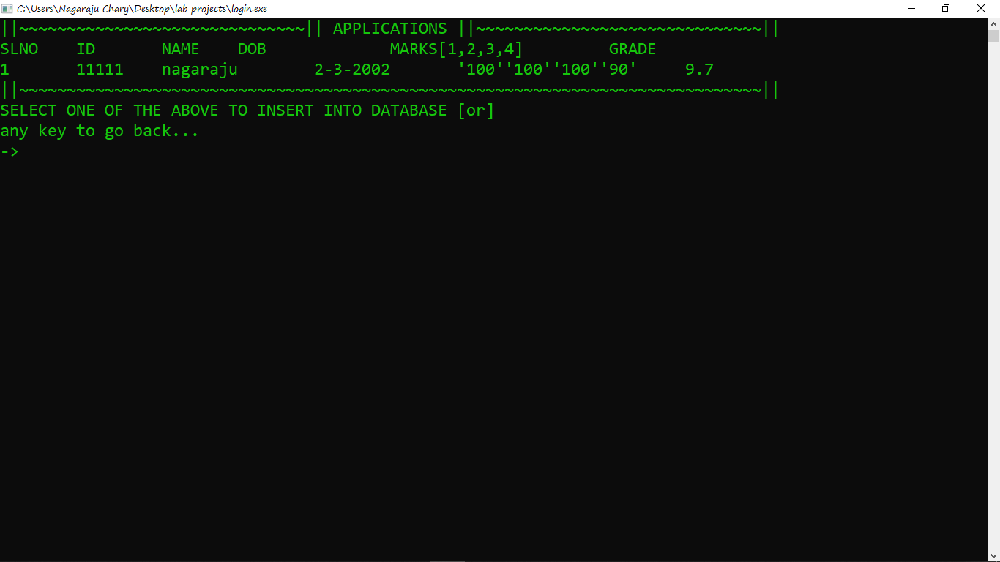 C:\Users\Nagaraju Chary\Desktop\lab projects\login.exe
||~~~~~~~~~~~~~~~~~~~~~~~~~~~~~~|| APPLICATIONS ||~~~~~~~~~~~~~~~~~~~~~~~~~~~~~~||
SLNO    ID       NAME    DOB             MARKS[1,2,3,4]         GRADE
1       11111    nagaraju        2-3-2002       '100''100''100''90'     9.7
||~~~~~~~~~~~~~~~~~~~~~~~~~~~~~~~~~~~~~~~~~~~~~~~~~~~~~~~~~~~~~~~~~~~~~~~~~~~~~~||
SELECT ONE OF THE ABOVE TO INSERT INTO DATABASE [or]
any key to go back...
->